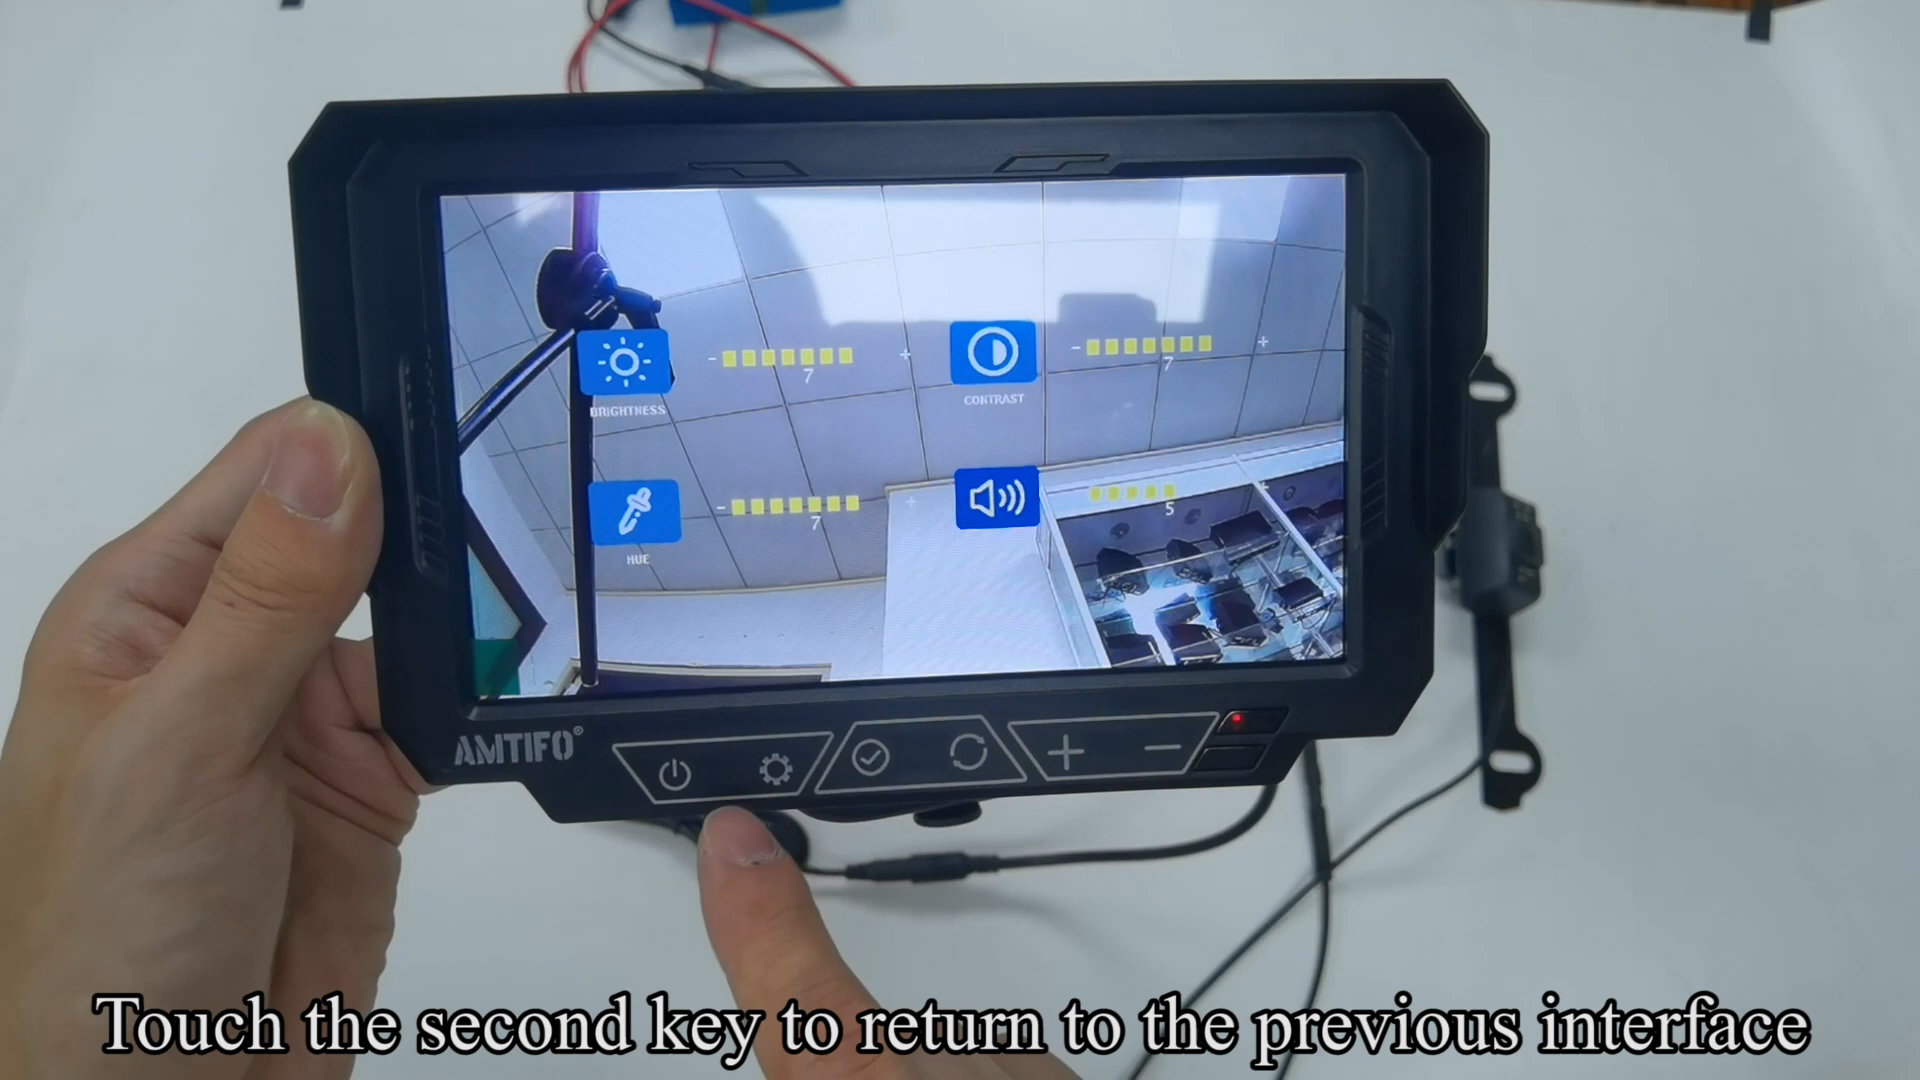 - + 7
BRIGHTNESS
- + 7
CONTRAST
- + 7
HUE
5
AMTIFO®
Touch the second key to return to the previous interface